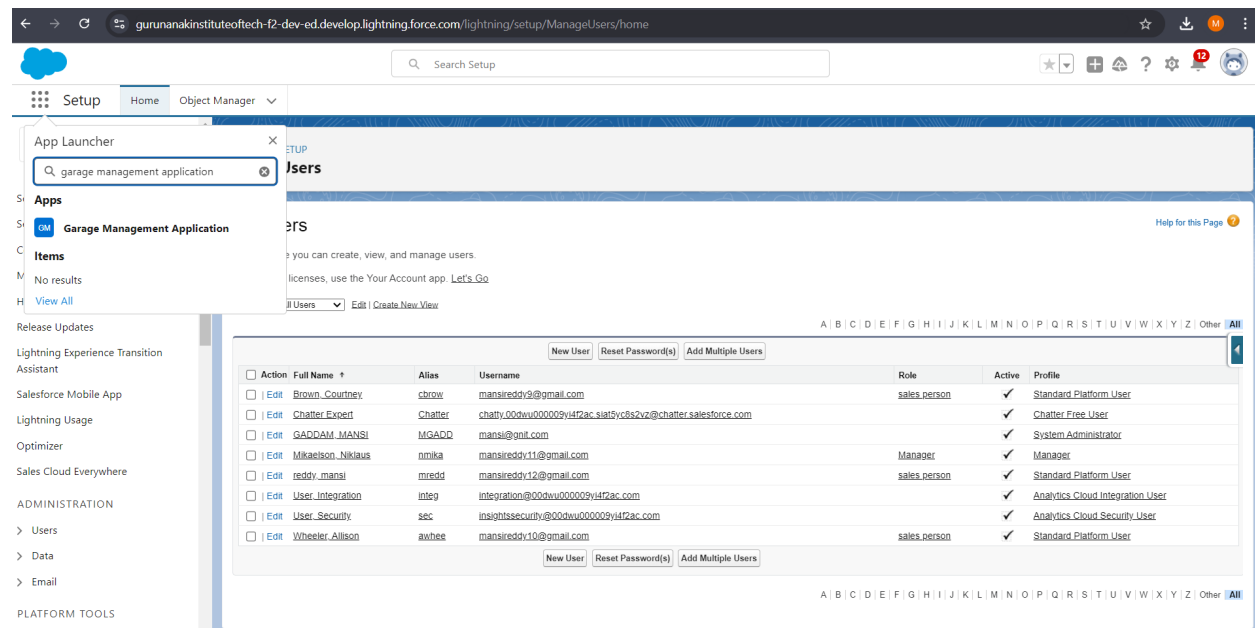 gurunanakinstituteoftech-f2-dev-ed.develop.lightning.force.com/lightning/setup/ManageUsers/home
M
Search Setup
12
Setup
Home
Object Manager
App Launcher
garage management application
Apps
GM Garage Management Application
Items
No results
View All
ETUP
Users
ers
you can create, view, and manage users.
licenses, use the Your Account app. Let's Go
ll Users Edit | Create New View
Help for this Page
A | B | C | D | E | F | G | H | I | J | K | L | M | N | O | P | Q | R | S | T | U | V | W | X | Y | Z | Other All
New User Reset Password(s) Add Multiple Users
Action Full Name ↑ Alias Username Role Active Profile
| Edit Brown, Courtney cbrow mansireddy9@gmail.com sales person ✓ Standard Platform User
| Edit Chatter Expert Chatter chatty.00dwu000009yi4f2ac.siat5yc8s2vz@chatter.salesforce.com ✓ Chatter Free User
| Edit GADDAM, MANSI MGADD mansi@gnit.com ✓ System Administrator
| Edit Mikaelson, Niklaus nmika mansireddy11@gmail.com Manager ✓ Manager
| Edit reddy, mansi mredd mansireddy12@gmail.com sales person ✓ Standard Platform User
| Edit User, Integration integ integration@00dwu000009yi4f2ac.com ✓ Analytics Cloud Integration User
| Edit User, Security sec insightssecurity@00dwu000009yi4f2ac.com ✓ Analytics Cloud Security User
| Edit Wheeler, Allison awhee mansireddy10@gmail.com sales person ✓ Standard Platform User
New User Reset Password(s) Add Multiple Users
A | B | C | D | E | F | G | H | I | J | K | L | M | N | O | P | Q | R | S | T | U | V | W | X | Y | Z | Other All
Release Updates
Lightning Experience Transition
Assistant
Salesforce Mobile App
Lightning Usage
Optimizer
Sales Cloud Everywhere
ADMINISTRATION
Users
Data
Email
PLATFORM TOOLS